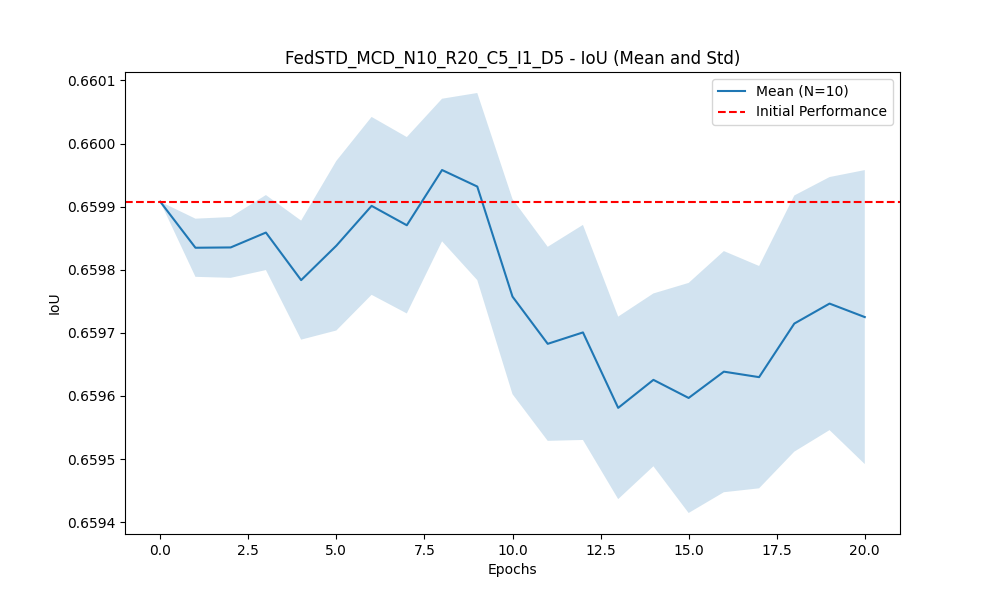 FedSTD_MCD_N10_R20_C5_I1_D5 - IoU (Mean and Std)
Mean (N=10)
Initial Performance
0.6601
0.6600
0.6599
0.6598
0.6597
0.6596
0.6595
0.6594
IoU
0.0 2.5 5.0 7.5 10.0 12.5 15.0 17.5 20.0
Epochs